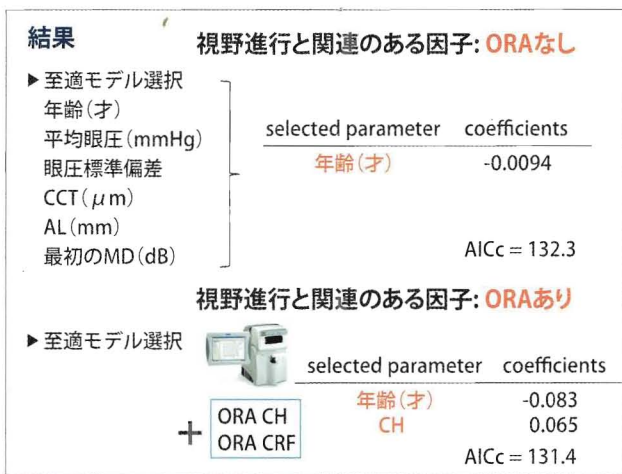 結果
視野進行と関連のある因子: ORAなし
▶至適モデル選択
年齢(才)
平均眼圧(mmHg)
眼圧標準偏差
CCT(μm)
AL(mm)
最初のMD(dB)
selected parameter coefficients
年齢(才) -0.0094
AICc = 132.3
視野進行と関連のある因子: ORAあり
▶至適モデル選択
+
ORA CH
ORA CRF
selected parameter coefficients
年齢(才) -0.083
CH 0.065
AICc = 131.4